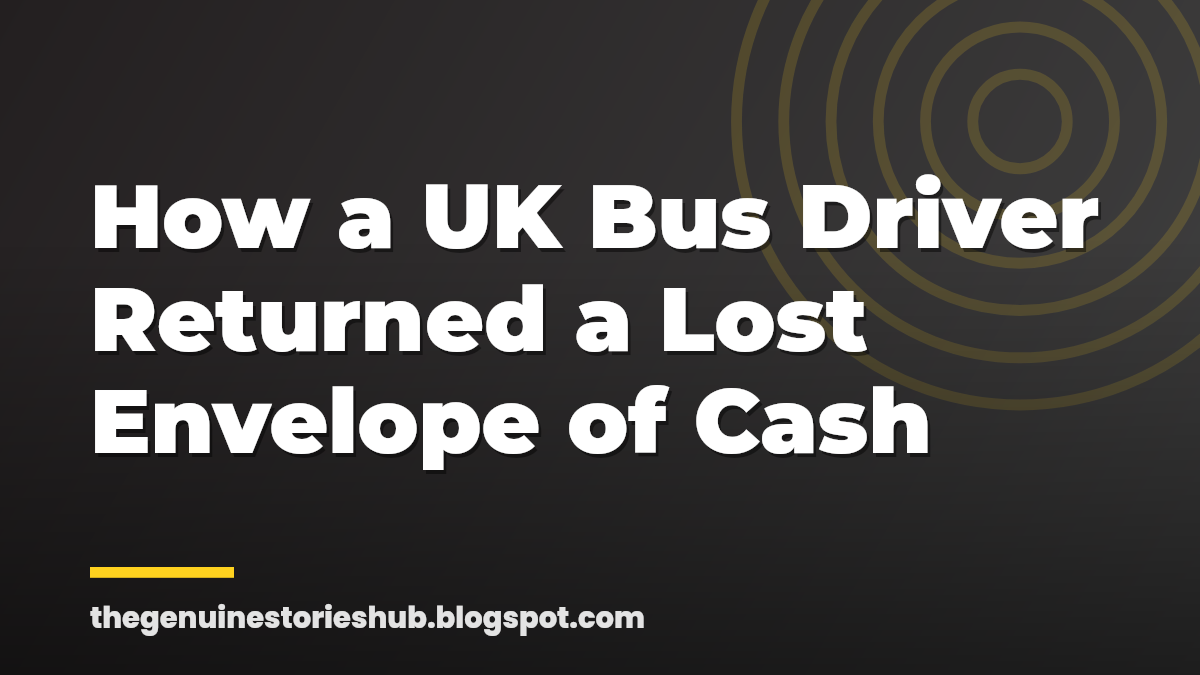 How a UK Bus Driver
Returned a Lost
Envelope of Cash
thegenuinestorieshub.blogspot.com